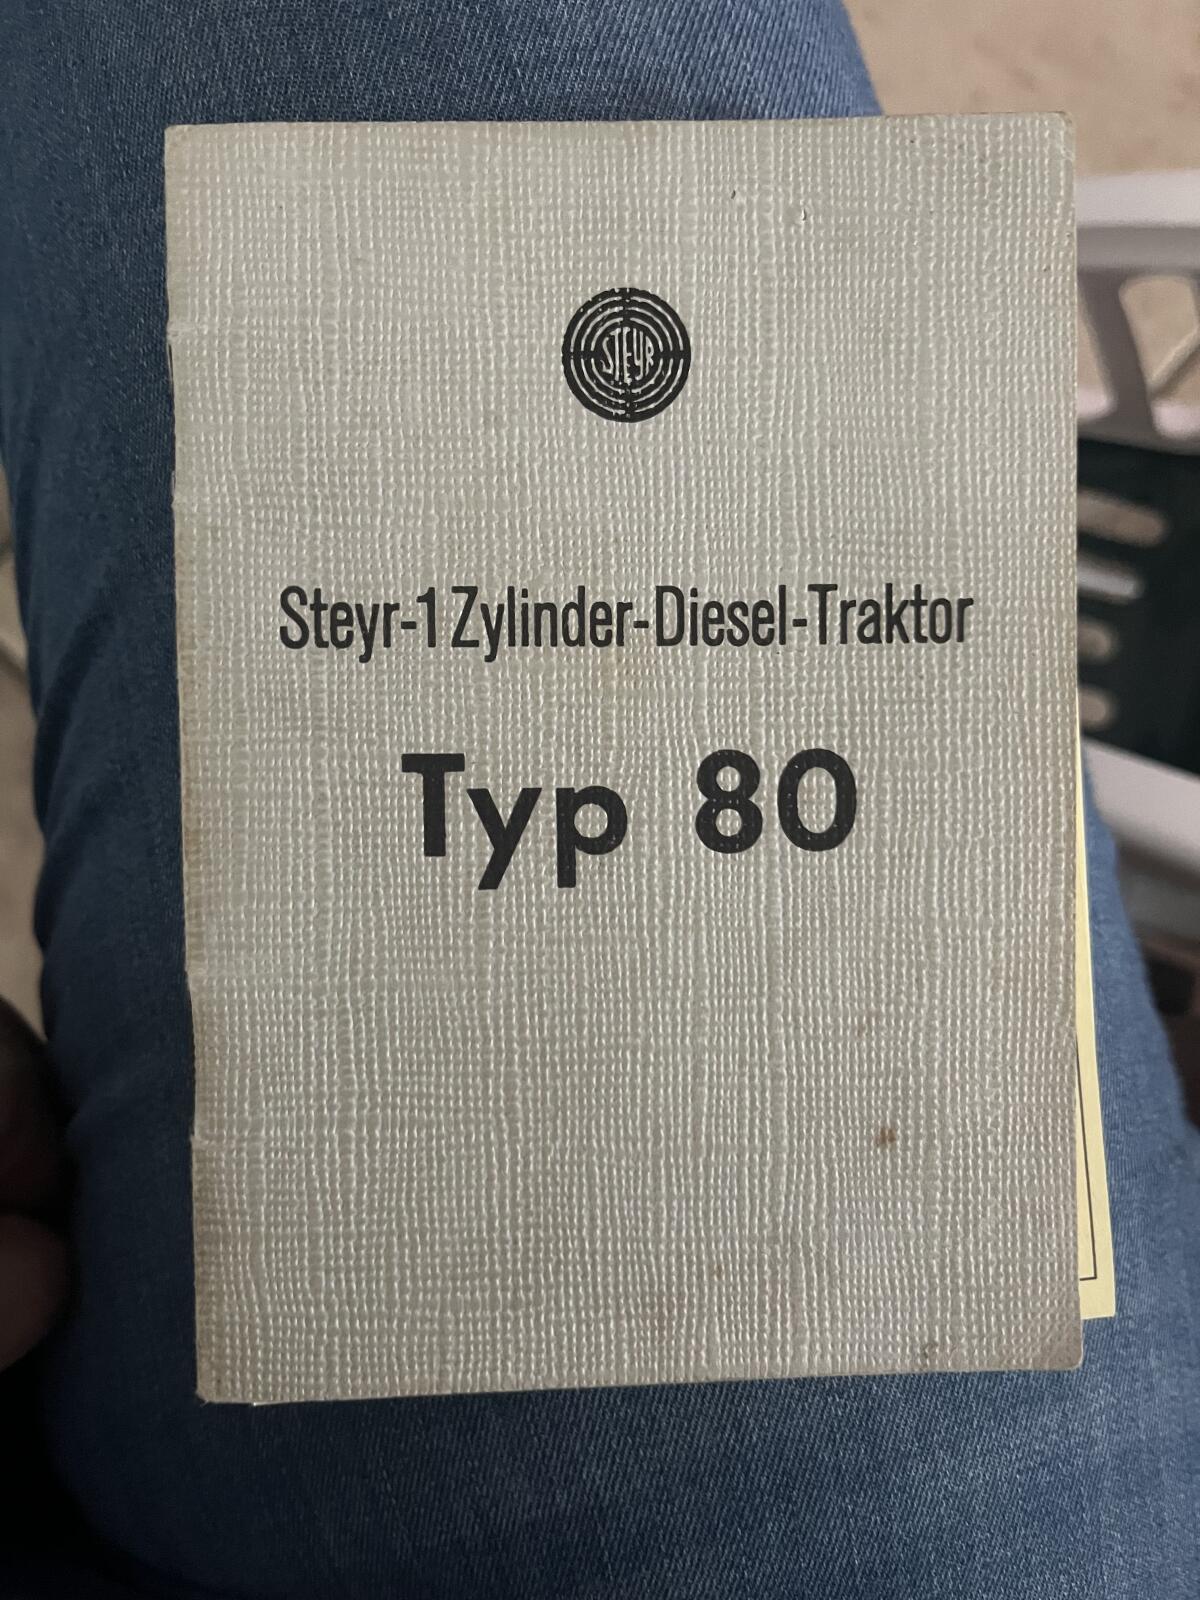 STEYR
Steyr-1 Zylinder-Diesel-Traktor
Typ 80